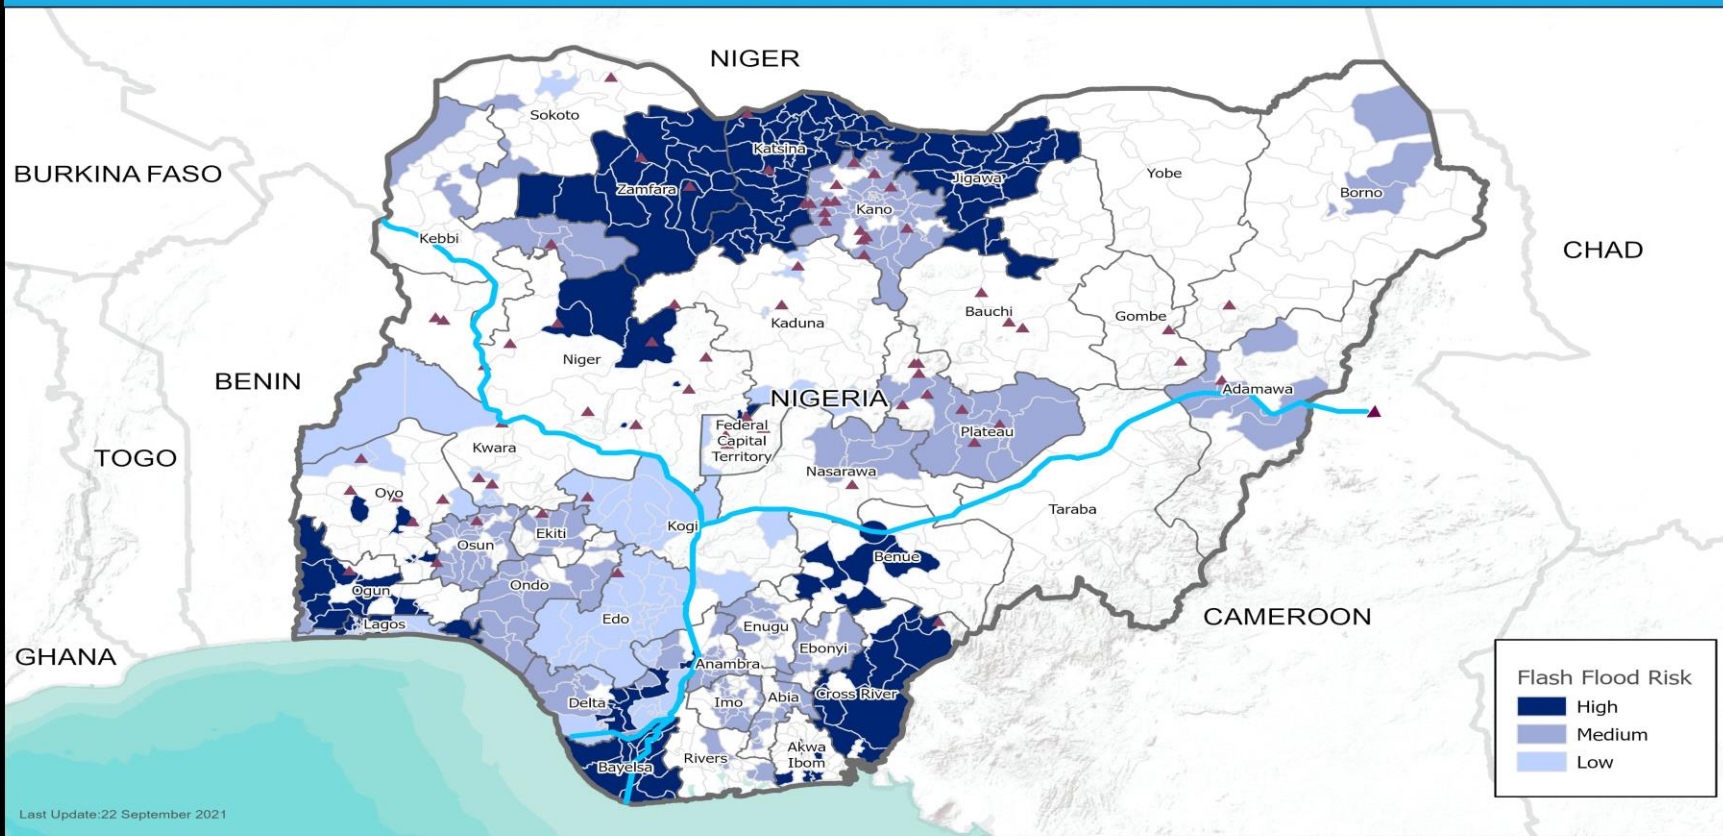 NIGER
Sokoto
BURKINA FASO
Katsina
Zamfara
Jigawa
Yobe
Borno
Kano
Kebbi
CHAD
Bauchi
Gombe
Kaduna
Niger
BENIN
NIGERIA
Adamawa
Federal
Capital
Territory
Plateau
Kwara
TOGO
Nasarawa
Oyo
Taraba
Kogi
Ekiti
Osun
Benue
Ondo
Ogun
CAMEROON
Edo
Lagos
Enugu
Ebonyi
GHANA
Anambra
Cross River
Abia
Imo
Delta
Akwa
Ibom
Rivers
Bayelsa
Flash Flood Risk
High
Medium
Low
Last Update:22 September 2021